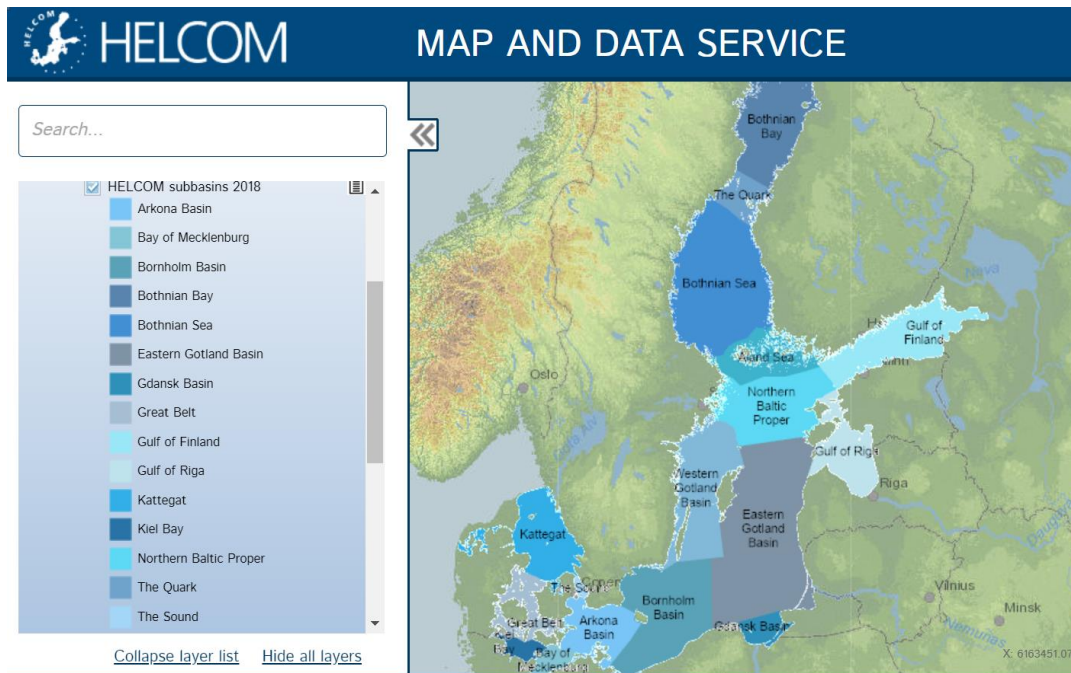 HELCOM
MAP AND DATA SERVICE
Search...
HELCOM subbasins 2018
Arkona Basin
Bay of Mecklenburg
Bornholm Basin
Bothnian Bay
Bothnian Sea
Eastern Gotland Basin
Gdansk Basin
Great Belt
Gulf of Finland
Gulf of Riga
Kattegat
Kiel Bay
Northern Baltic Proper
The Quark
The Sound
Collapse layer list
Hide all layers
Bothnian
Bay
The Quark
Bothnian Sea
Gulf of
Finland
Neva
Åland Sea
Oslo
Northern
Baltic
Proper
Gulf of Riga
Riga
Western
Gotland
Basin
Eastern
Gotland
Basin
Kattegat
The Sound
Bornholm
Basin
Great Belt
Arkona
Basin
Gdansk Basin
Bay
Bay of
Mecklenburg
Vilnius
Minsk
Nemunas
X: 6163451.07